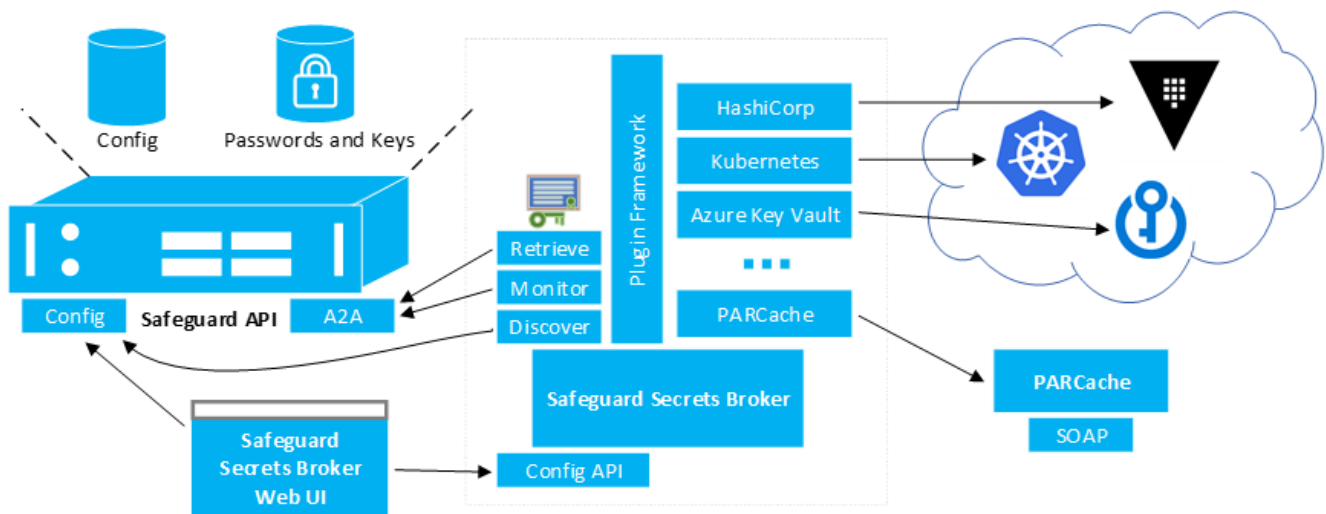 Config
Passwords and Keys
Config
Safeguard API
A2A
Retrieve
Monitor
Discover
Plugin Framework
HashiCorp
Kubernetes
Azure Key Vault
PARCache
Safeguard Secrets Broker
Config API
Safeguard
Secrets Broker
Web UI
PARCache
SOAP